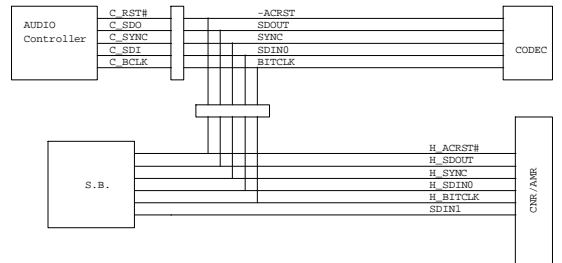 AUDIO
Controller
C_RST#
C_SDO
C_SYNC
C_SDI
C_BCLK
-ACRST
SDOUT
SYNC
SDIN0
BITCLK
CODEC
S.B.
H_ACRST#
H_SDOUT
H_SYNC
H_SDIN0
H_BITCLK
SDIN1
CNR/AMR